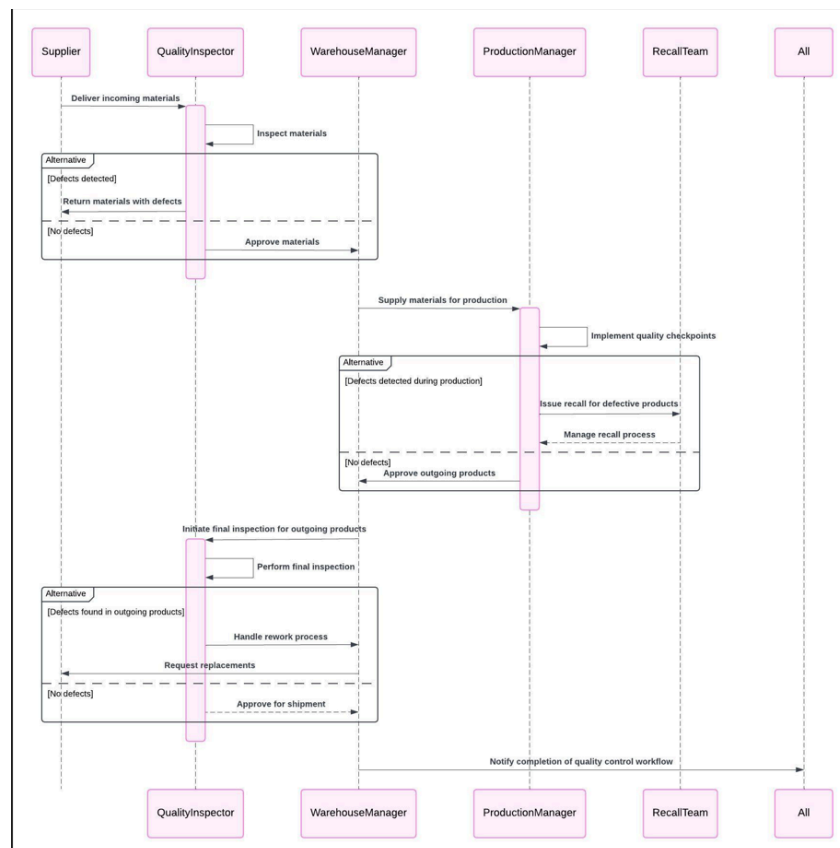 Supplier
QualityInspector
WarehouseManager
ProductionManager
RecallTeam
All
Deliver incoming materials
Inspect materials
Alternative
[Defects detected]
Return materials with defects
[No defects]
Approve materials
Supply materials for production
Implement quality checkpoints
Alternative
[Defects detected during production]
Issue recall for defective products
Manage recall process
[No defects]
Approve outgoing products
Initiate final inspection for outgoing products
Perform final inspection
Alternative
[Defects found in outgoing products]
Handle rework process
Request replacements
[No defects]
Approve for shipment
Notify completion of quality control workflow
QualityInspector
WarehouseManager
ProductionManager
RecallTeam
All